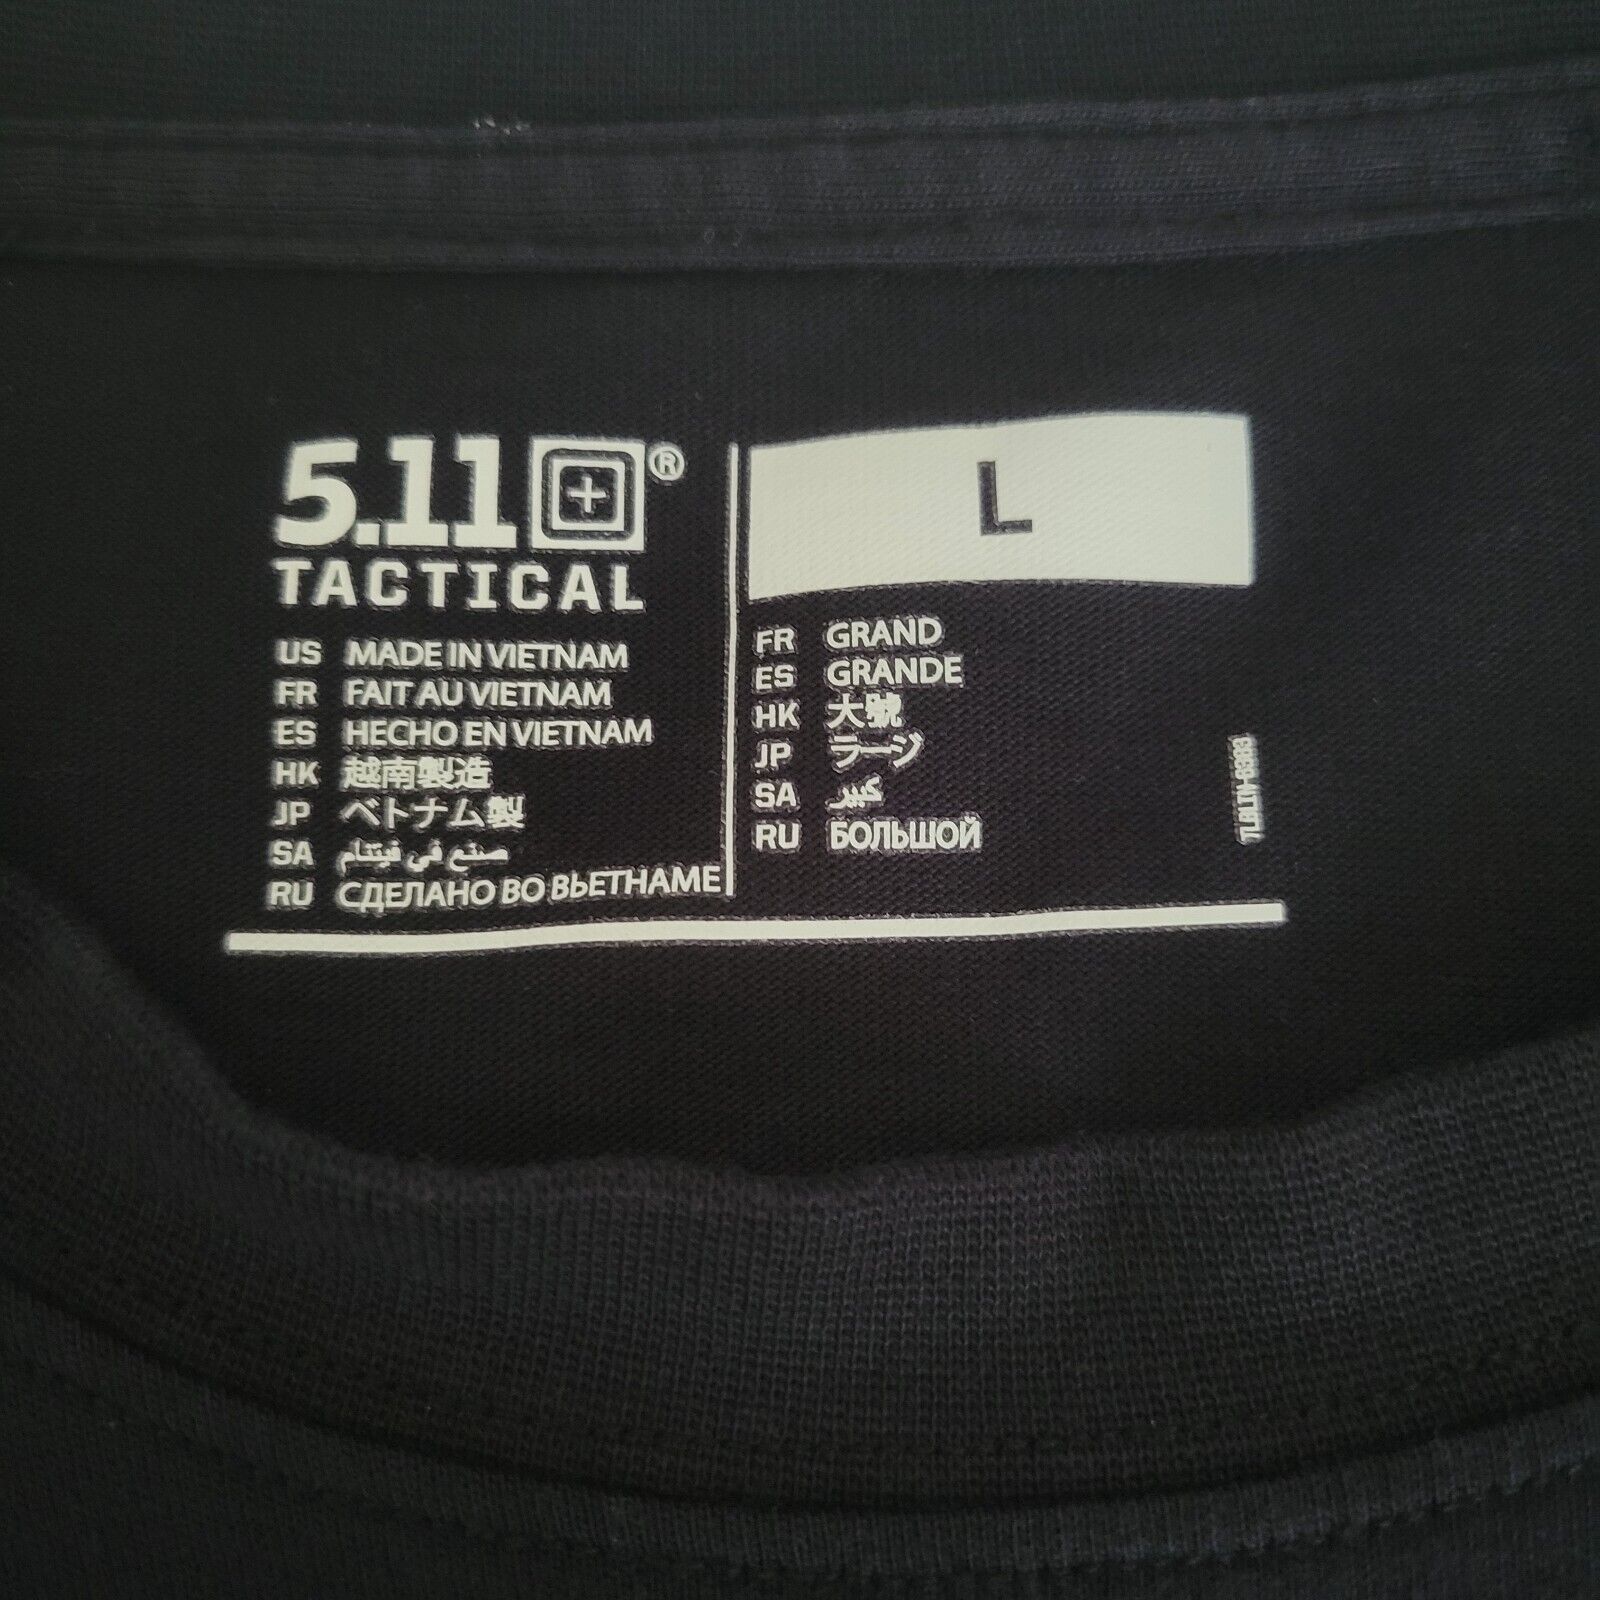 5.11 ®
TACTICAL
US MADE IN VIETNAM
FR FAIT AU VIETNAM
ES HECHO EN VIETNAM
HK 越南製造
JP ベトナム製
SA صنع في فيتنام
RU СДЕЛАНО ВО ВЬЕТНАМЕ
L
FR GRAND
ES GRANDE
HK 大號
JP ラージ
SA كبير
RU БОЛЬШОЙ